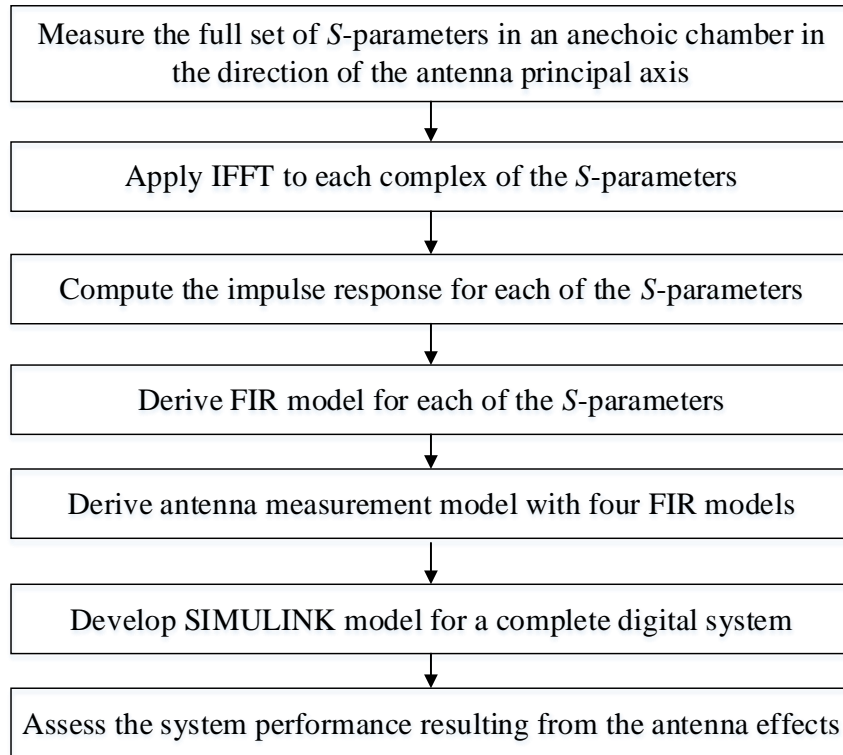 Measure the full set of S-parameters in an anechoic chamber in
the direction of the antenna principal axis
Apply IFFT to each complex of the S-parameters
Compute the impulse response for each of the S-parameters
Derive FIR model for each of the S-parameters
Derive antenna measurement model with four FIR models
Develop SIMULINK model for a complete digital system
Assess the system performance resulting from the antenna effects